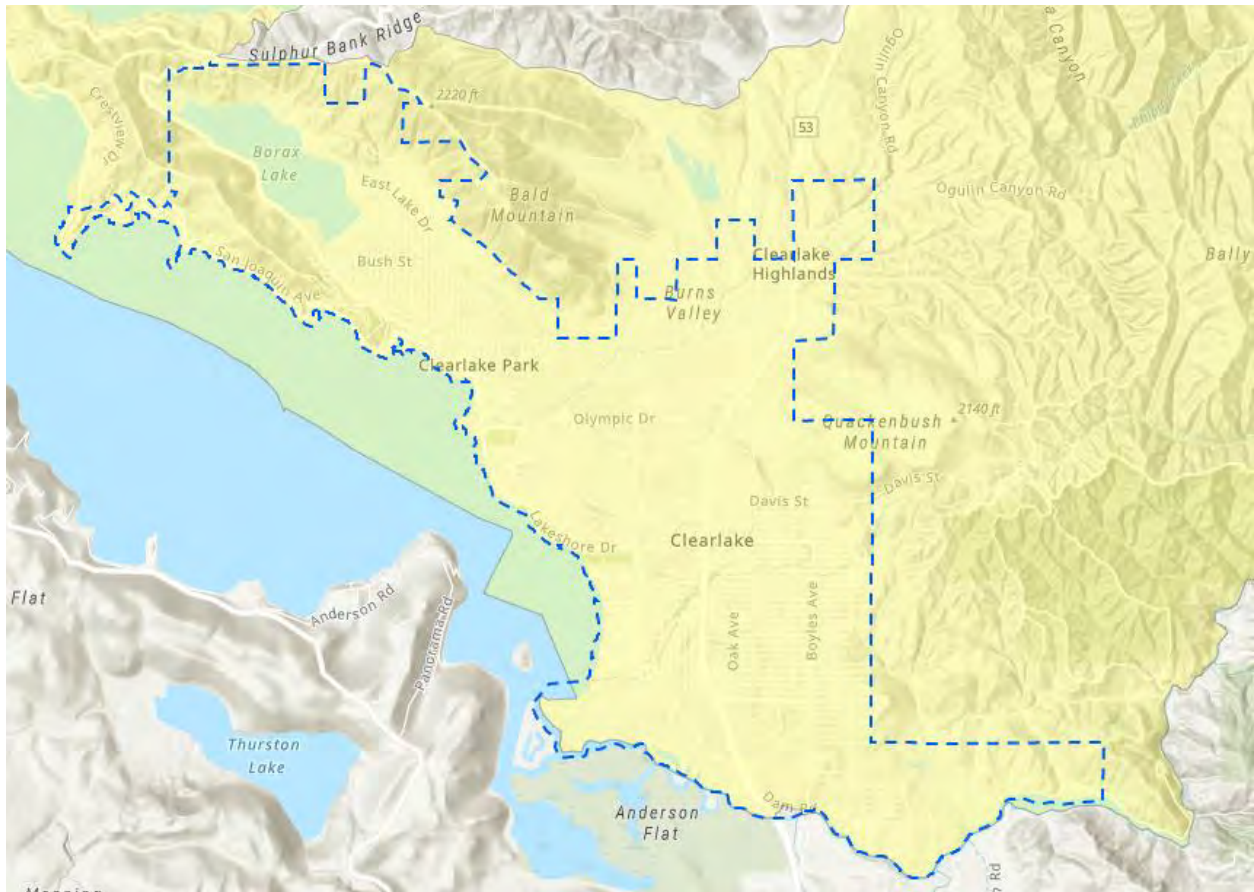 Sulphur Bank Ridge
Ogulin Canyon Rd
a Canyon
Crestview Dr
2220 ft
53
Borax
Lake
East Lake Dr
Bald
Mountain
Ogulin Canyon Rd
San Joaquin Ave
Bush St
Clearlake
Highlands
Bally
Burns
Valley
Clearlake Park
Olympic Dr
2140 ft
Quackenbush
Mountain
Davis St
Davis St
Lakeshore Dr
Clearlake
Flat
Anderson Rd
Panorama Rd
Oak Ave
Boyles Ave
Thurston
Lake
Anderson
Flat
Dam Rd
Rd